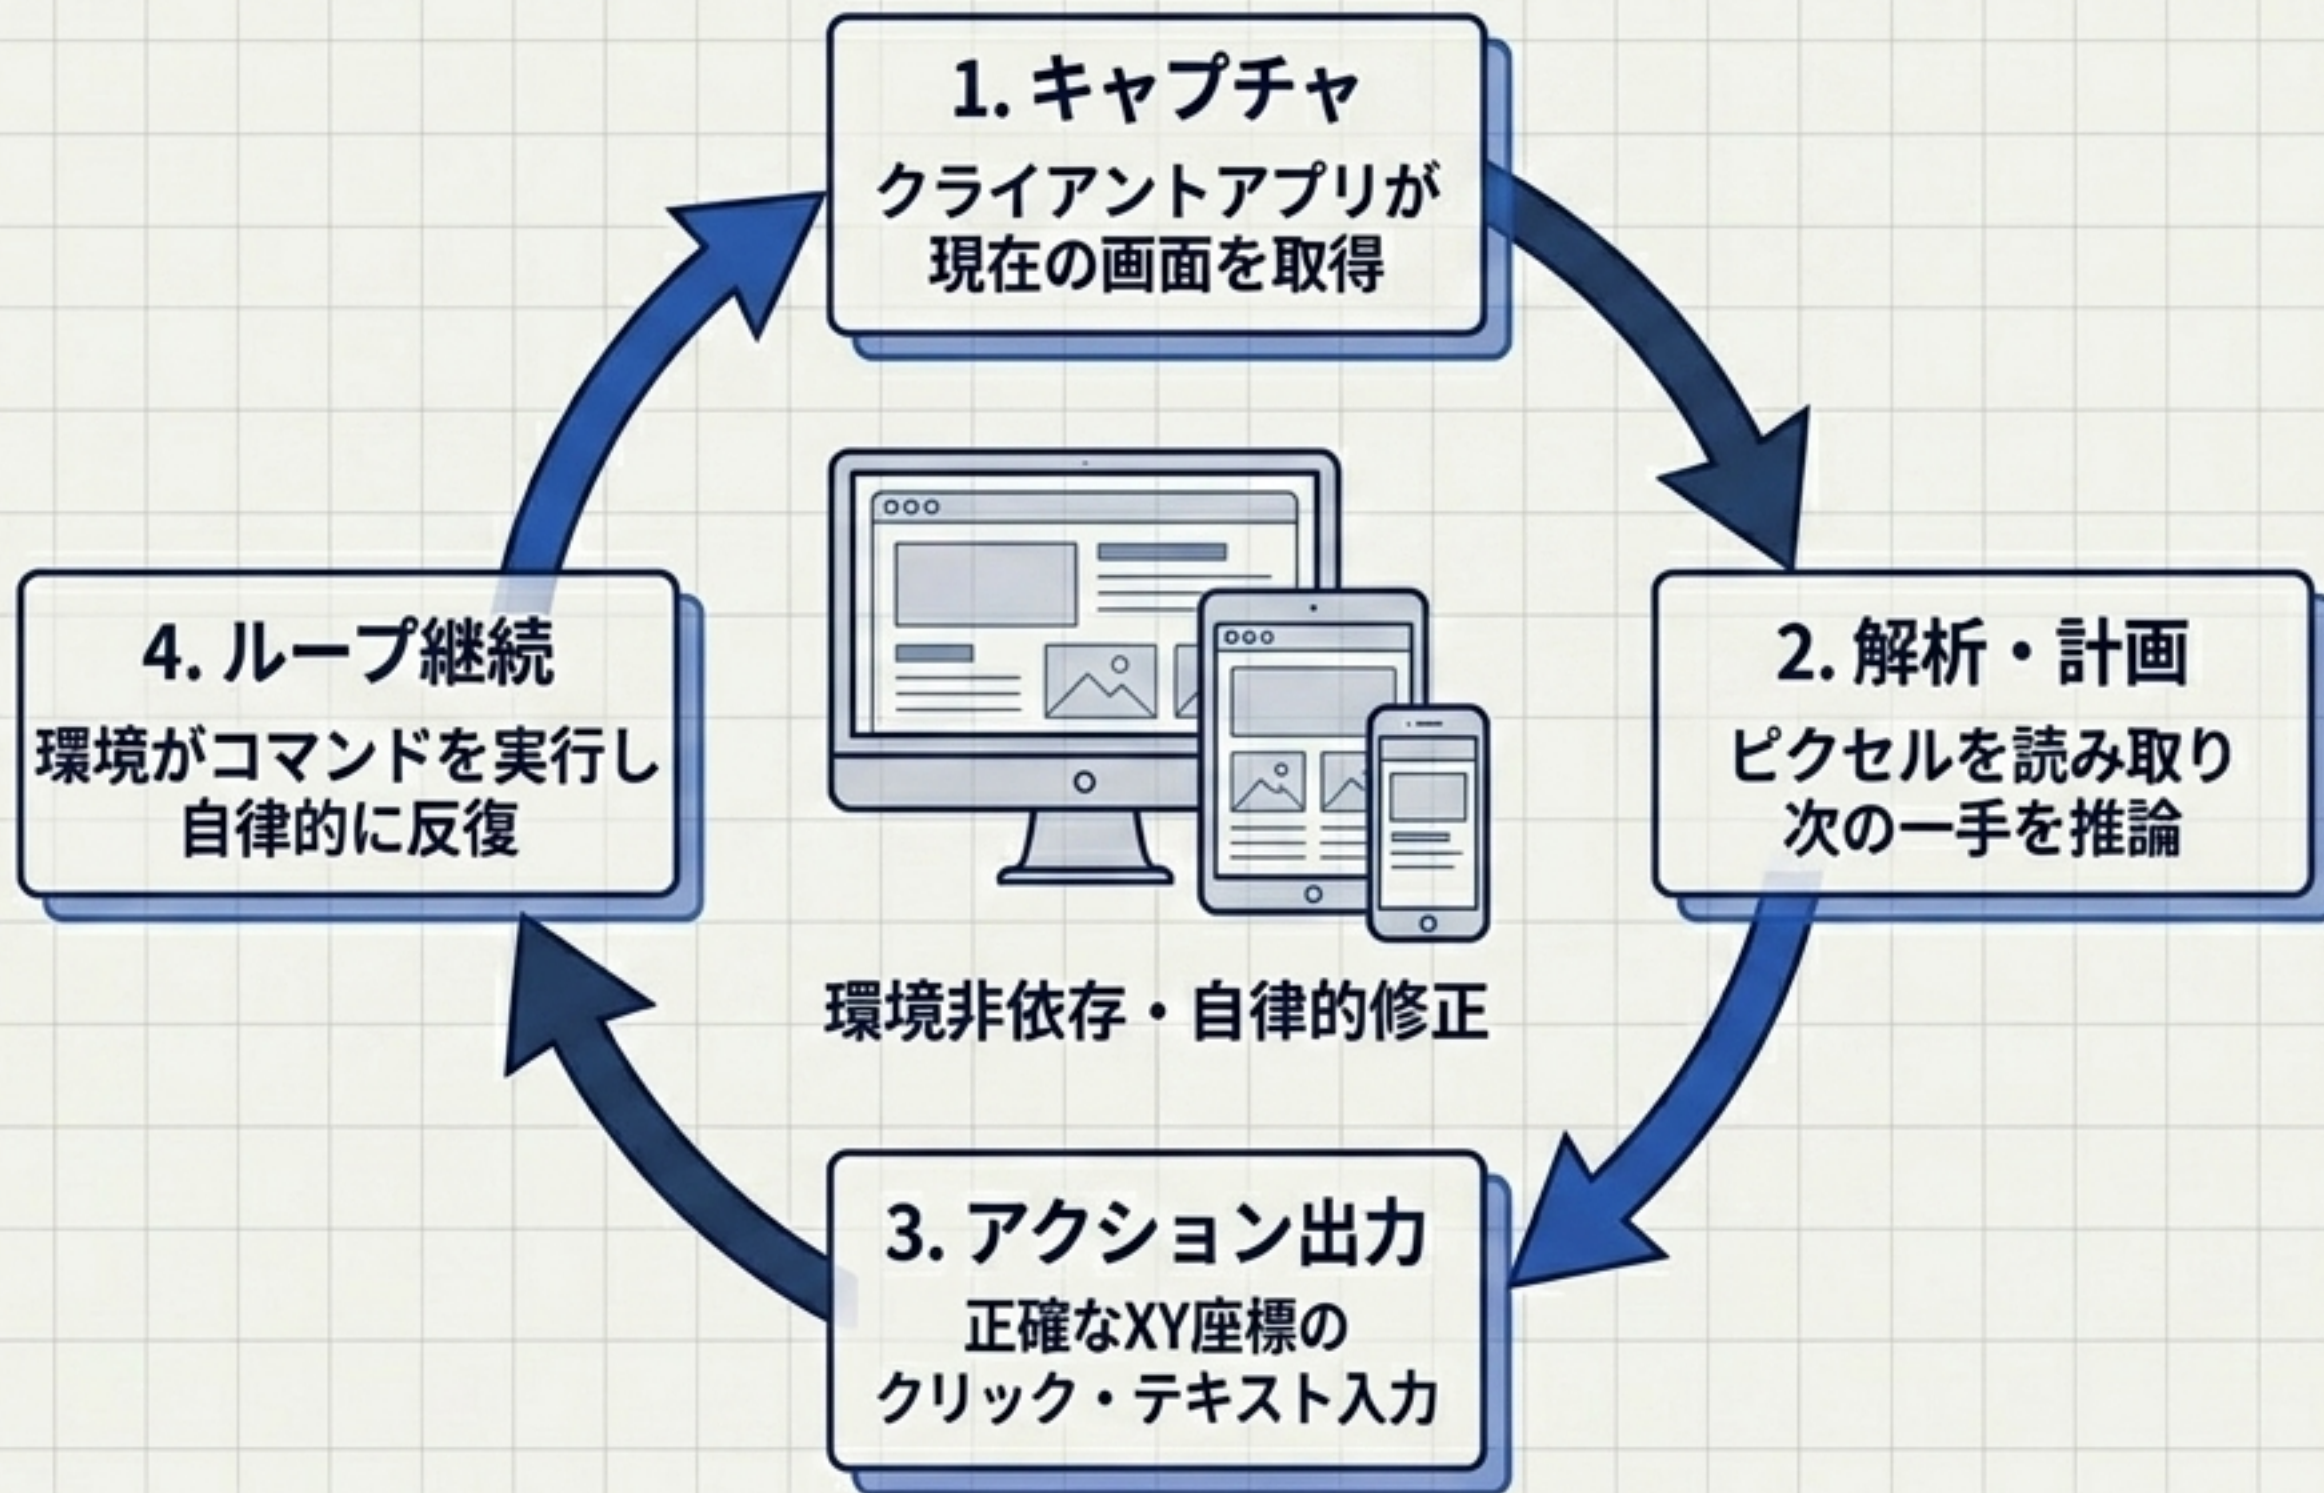 1. キャプチャ
クライアントアプリが
現在の画面を取得
2. 解析・計画
ピクセルを読み取り
次の一手を推論
3. アクション出力
正確なXY座標の
クリック・テキスト入力
4. ループ継続
環境がコマンドを実行し
自律的に反復
環境非依存・自律的修正